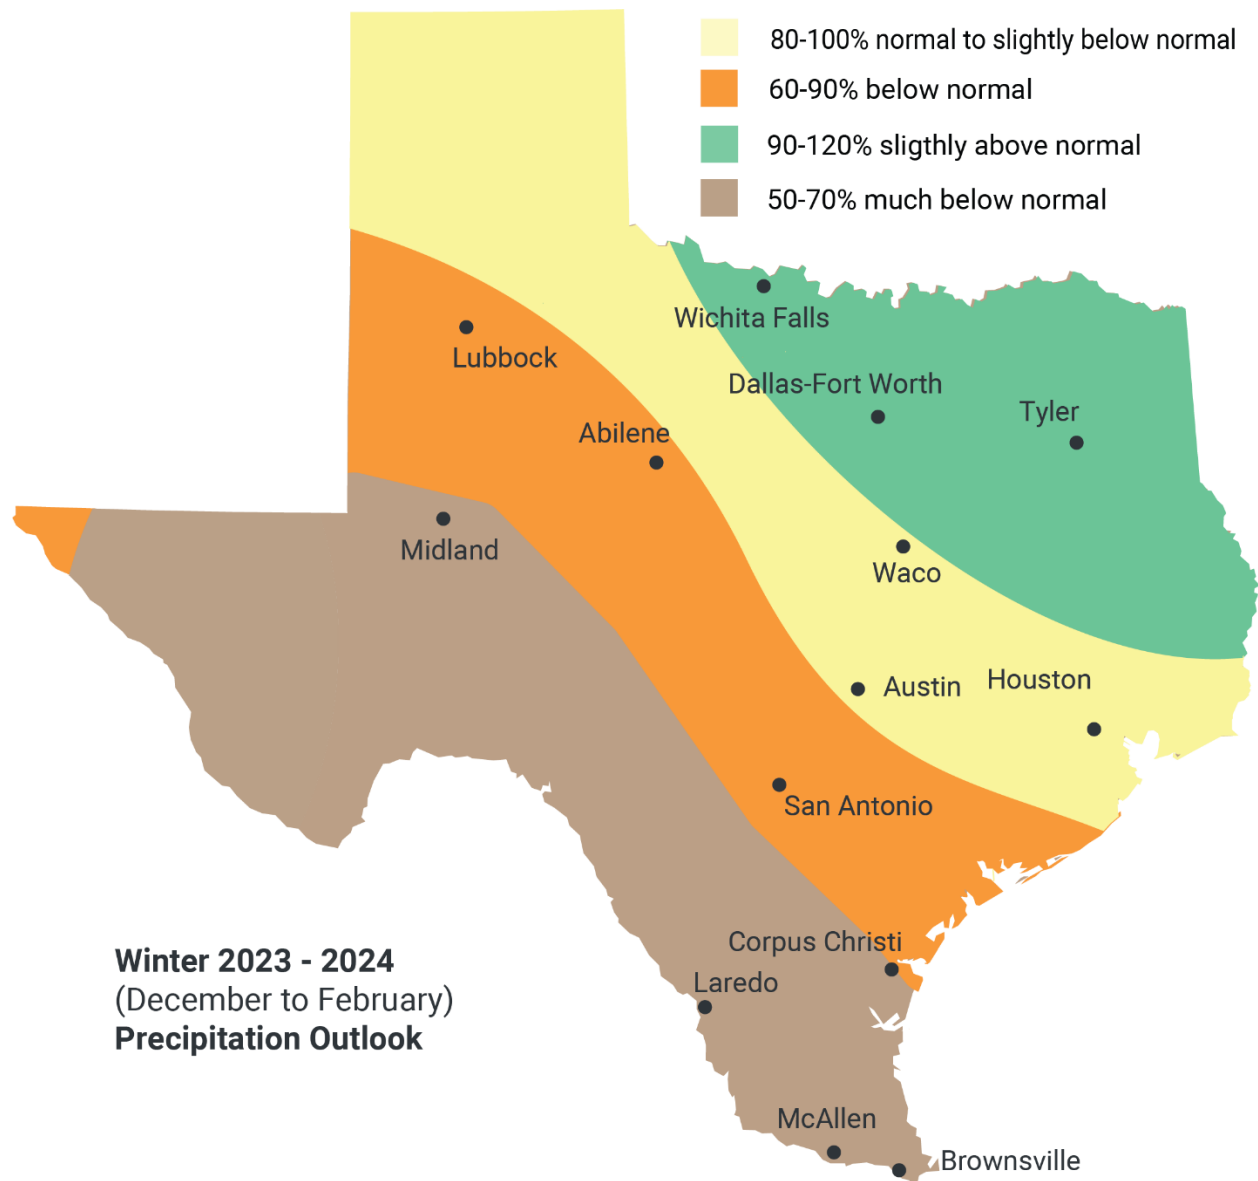 80-100% normal to slightly below normal
60-90% below normal
90-120% sligthly above normal
50-70% much below normal
Wichita Falls
Lubbock
Dallas-Fort Worth
Tyler
Abilene
Midland
Waco
Austin
Houston
San Antonio
Corpus Christi
Laredo
McAllen
Brownsville
Winter 2023 - 2024
(December to February)
Precipitation Outlook